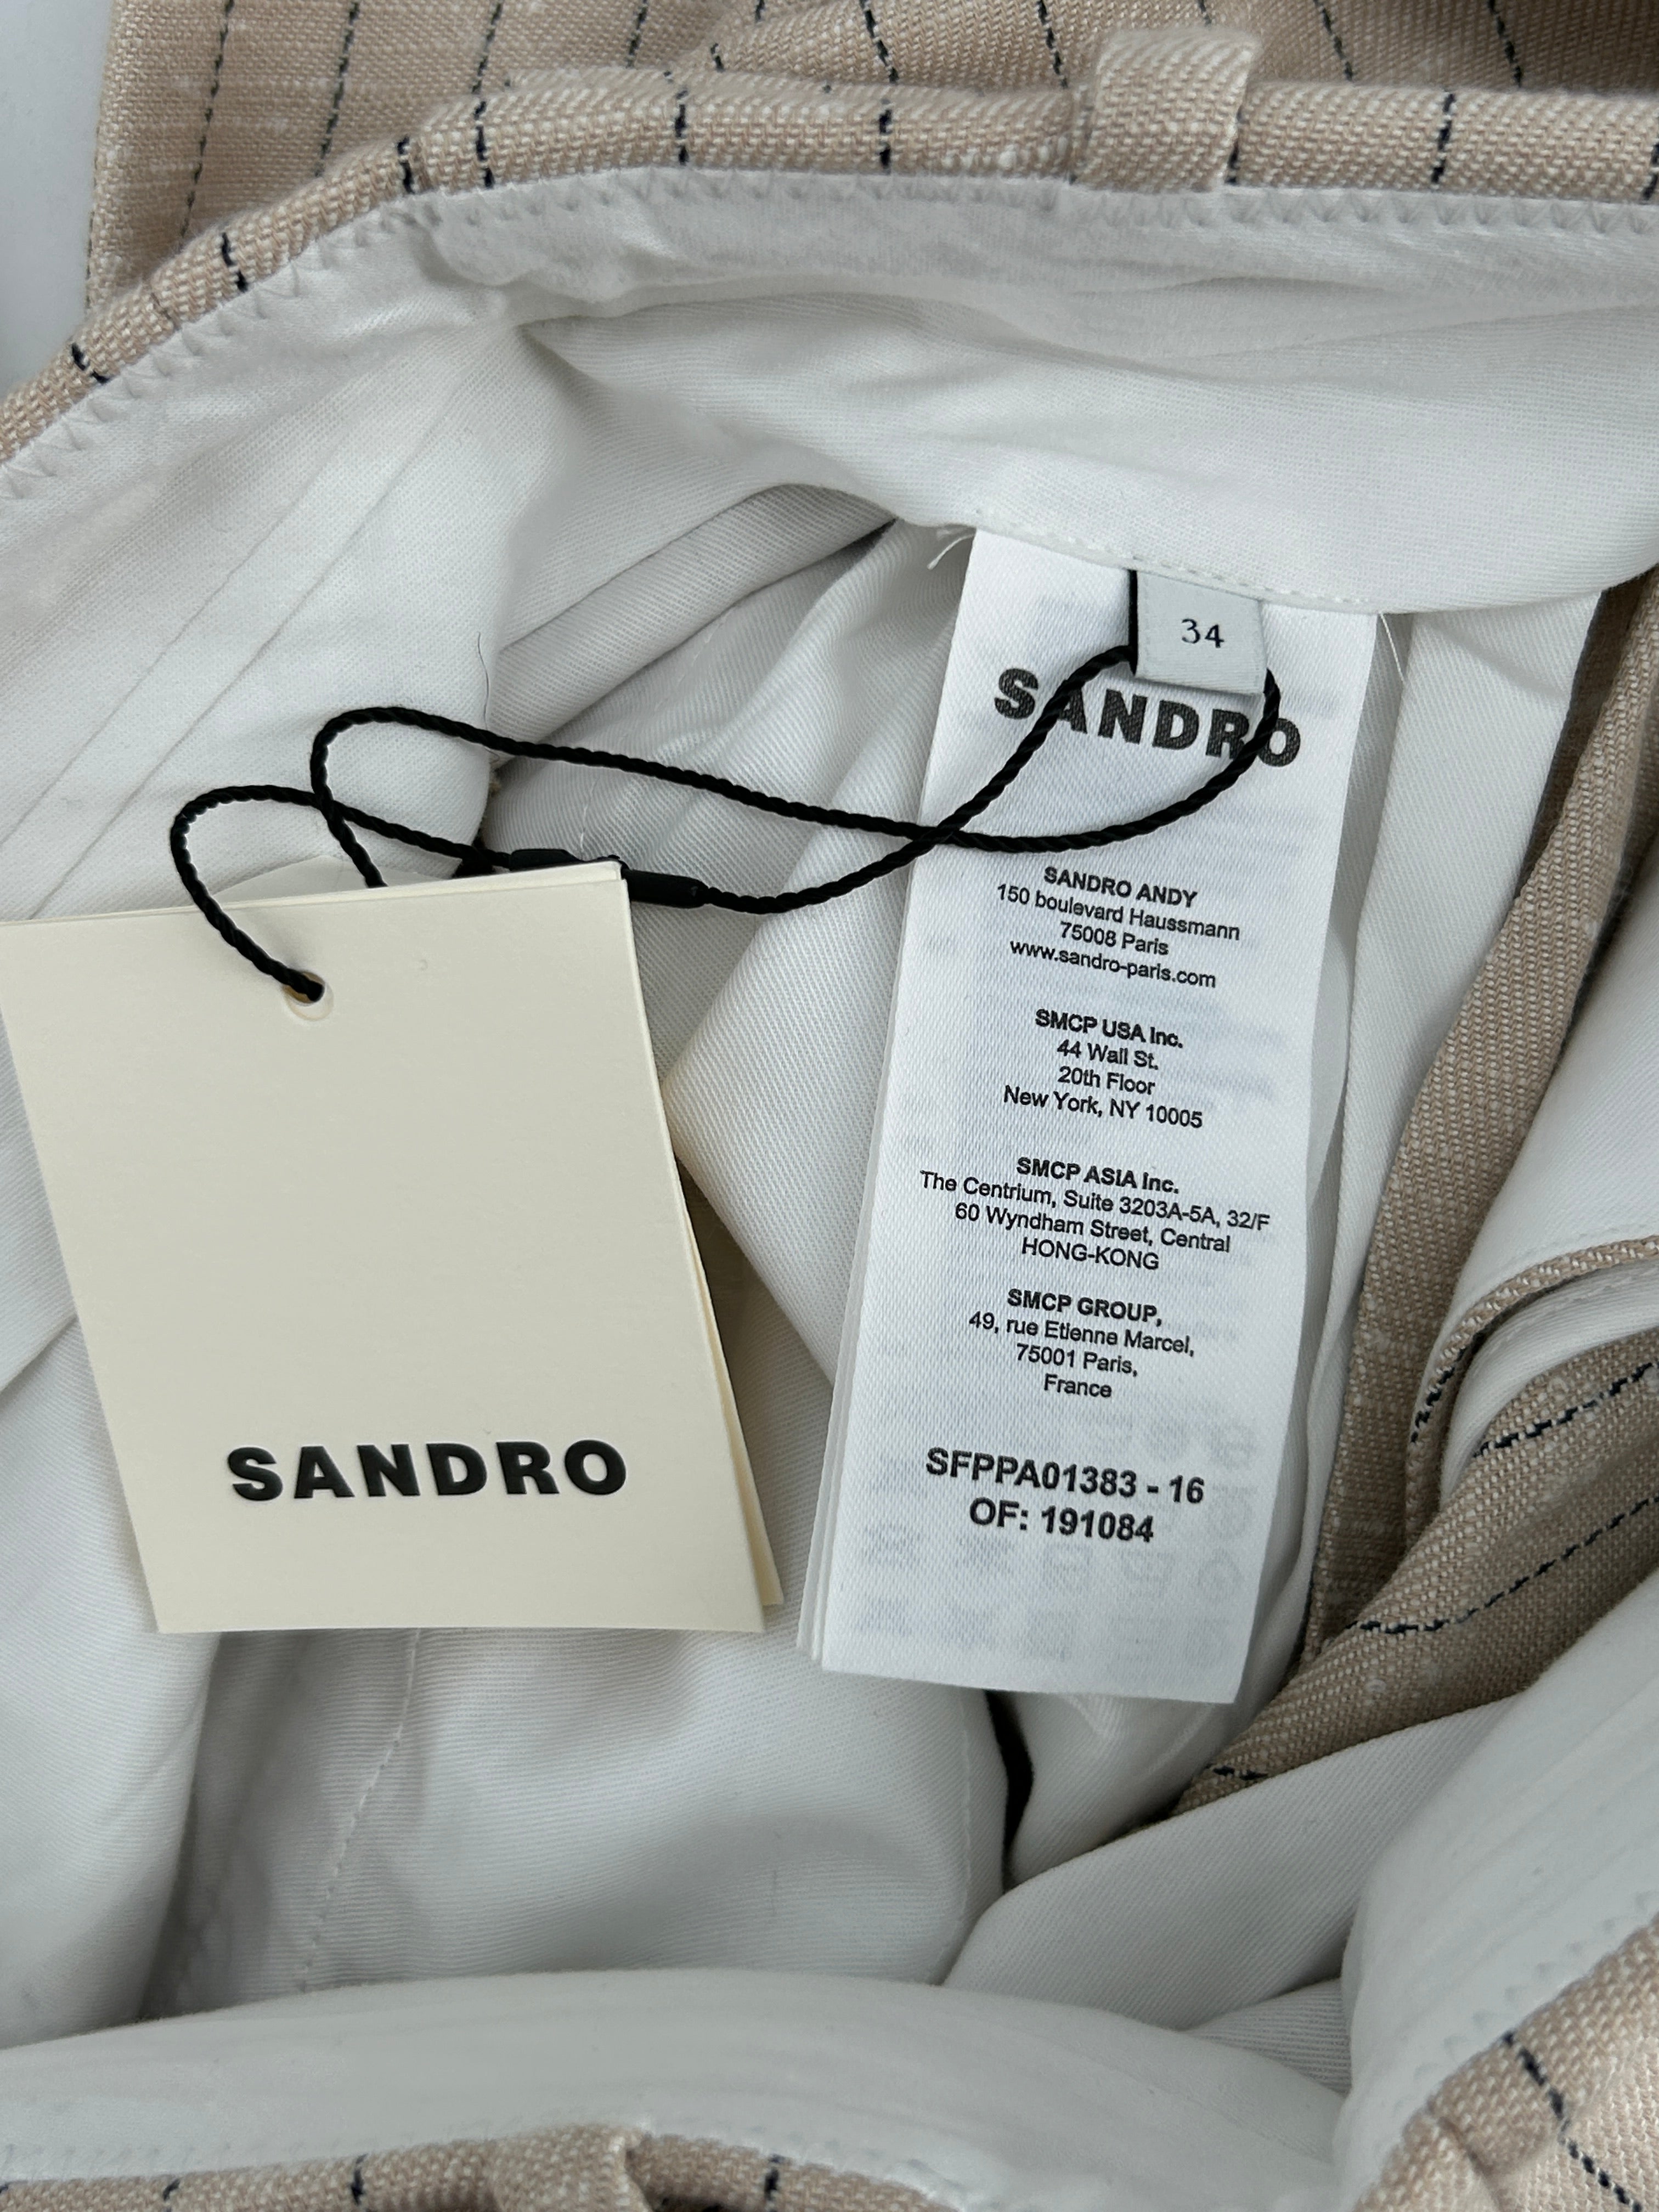 34
SANDRO
SANDRO ANDY
150 boulevard Haussmann
75008 Paris
www.sandro-paris.com
SMCP USA Inc.
44 Wall St.
20th Floor
New York, NY 10005
SMCP ASIA Inc.
The Centrium, Suite 3203A-5A, 32/F
60 Wyndham Street, Central
HONG-KONG
SMCP GROUP,
49, rue Etienne Marcel,
75001 Paris,
France
SFPPA01383 - 16
OF: 191084
SANDRO